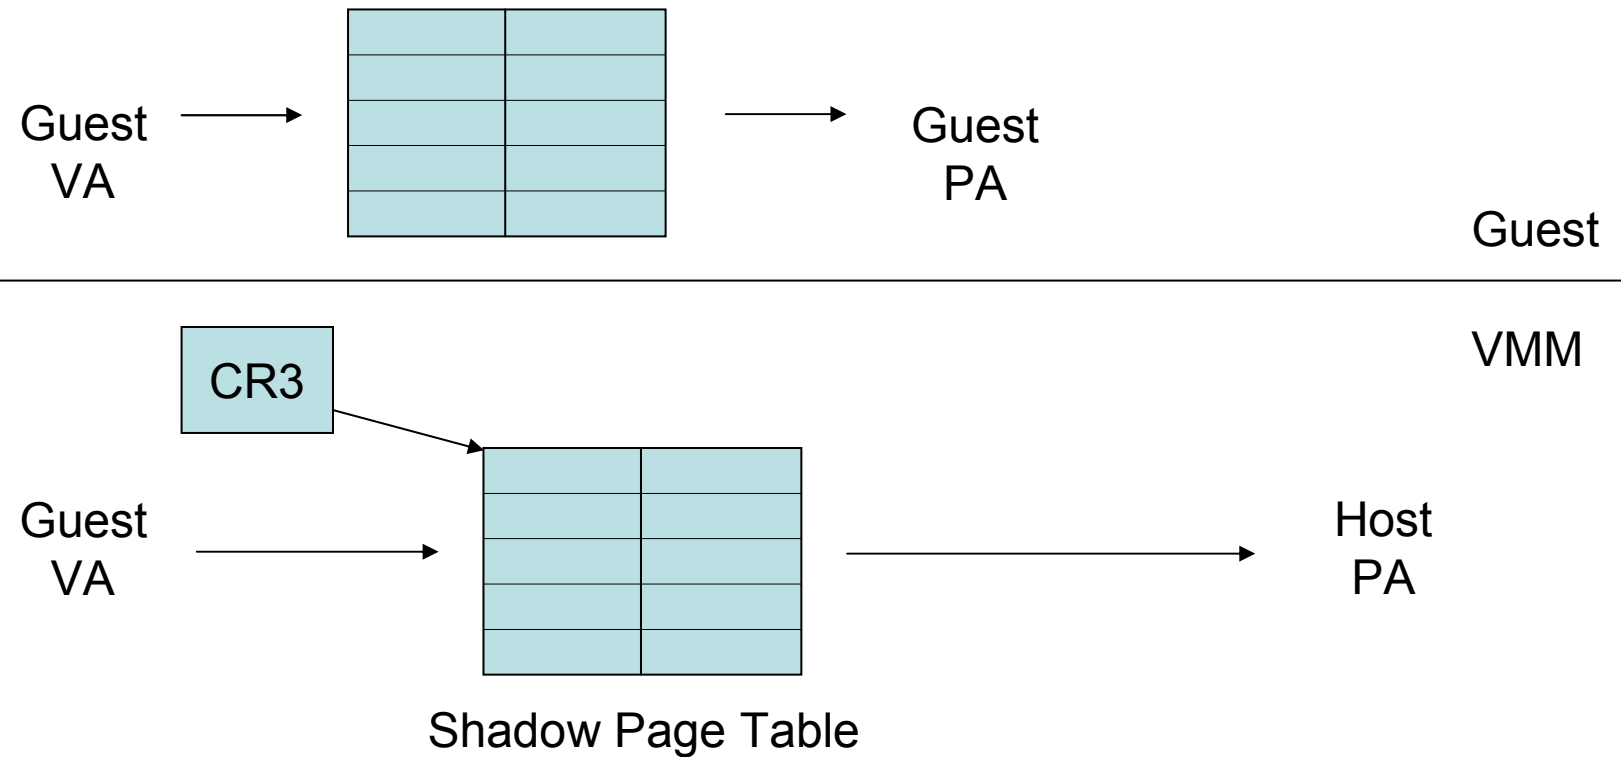 Guest
VA
Guest
PA
Guest
VMM
CR3
Guest
VA
Host
PA
Shadow Page Table